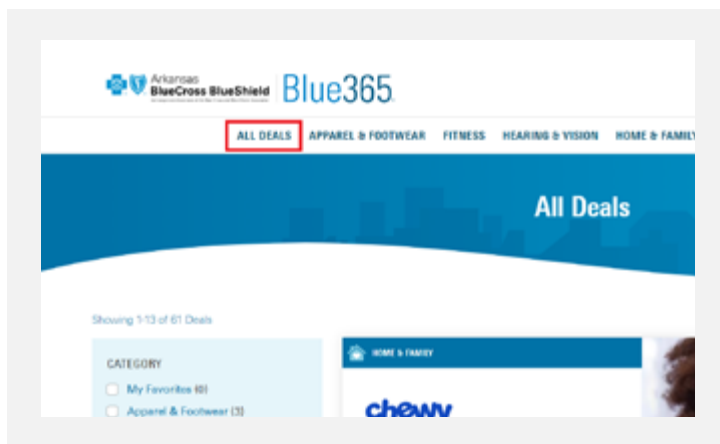 Arkansas
BlueCross BlueShield
Blue365
ALL DEALS APPAREL & FOOTWEAR FITNESS HEARING & VISION HOME & FAMILY
All Deals
Showing 1-13 of 61 Deals
CATEGORY
My Favorites (0)
Apparel & Footwear (3)
HOME & FAMILY
chewy